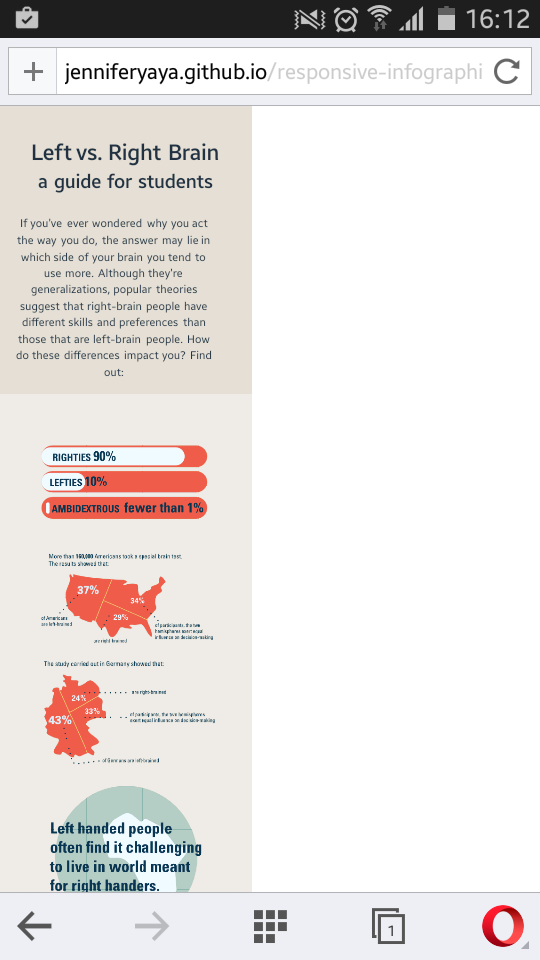 16:12
jenniferyaya.github.io/responsive-infographi
Left vs. Right Brain
a guide for students
If you've ever wondered why you act
the way you do, the answer may lie in
which side of your brain you tend to
use more. Although they're
generalizations, popular theories
suggest that right-brain people have
different skills and preferences than
those that are left-brain people. How
do these differences impact you? Find
out:
RIGHTIES 90%
LEFTIES 10%
AMBIDEXTROUS fewer than 1%
More than 160,000 Americans took a special brain test.
The results showed that:
37%
34%
29%
of Americans
are left-brained
are right brained
of participants, the two
hemispheres exert equal
influence on decision-making
The study carried out in Germany showed that:
24%
are right-brained
43%
33%
of participants, the two hemispheres
exert equal influence on decision-making
of Germans are left-brained
Left handed people
often find it challenging
to live in world meant
for right handers.
1